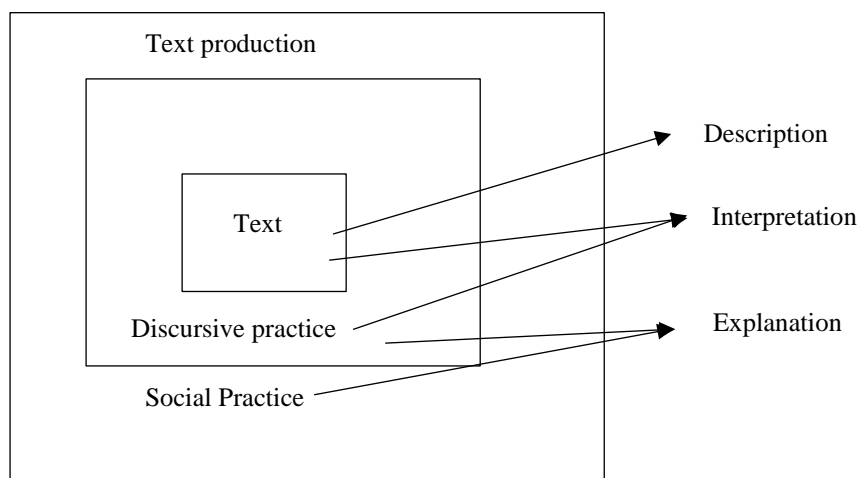 Text production
Description
Text
Interpretation
Discursive practice
Explanation
Social Practice